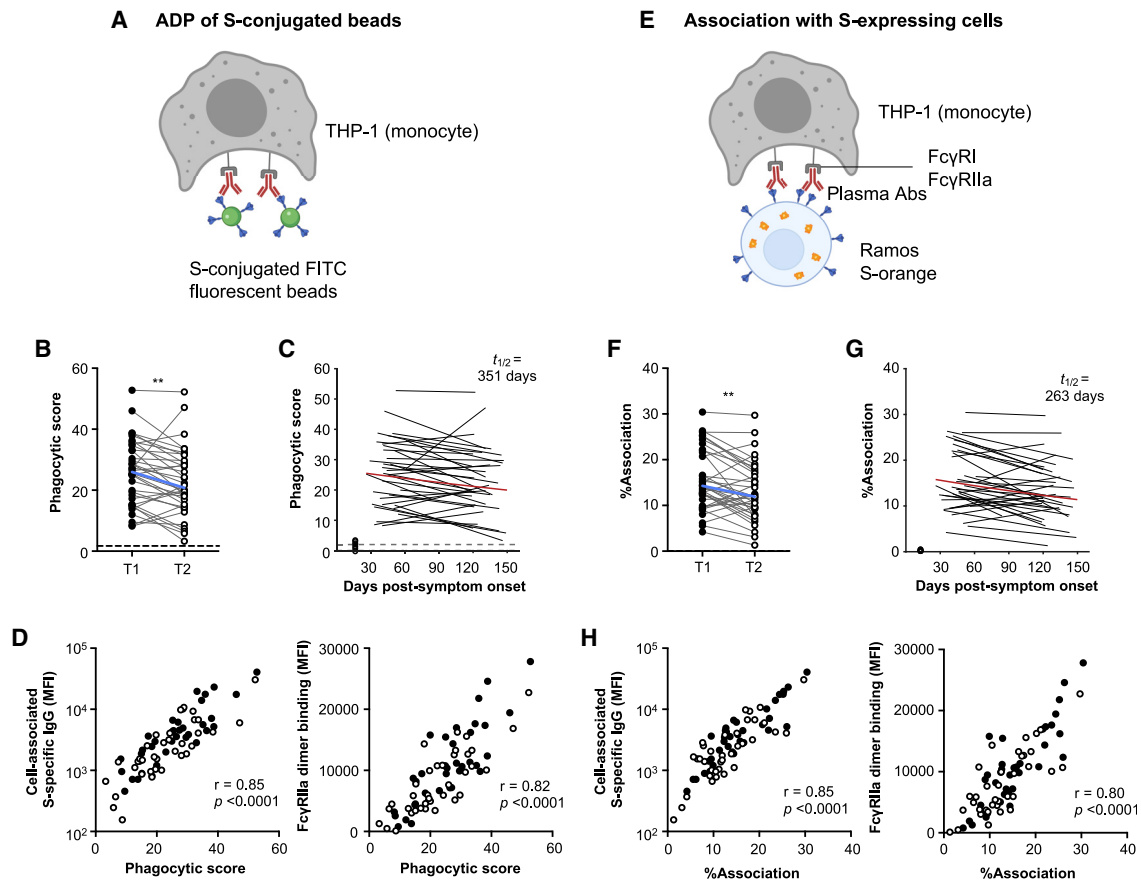 A ADP of S-conjugated beads
THP-1 (monocyte)
S-conjugated FITC
fluorescent beads
E Association with S-expressing cells
THP-1 (monocyte)
FcγRI
FcγRIIa
Plasma Abs
Ramos
S-orange
B
Phagocytic score
60
40
20
0
**
T1 T2
C
Phagocytic score
60
50
40
30
20
10
0
t1/2 =
351 days
30 60 90 120 150
Days post-symptom onset
F
%Association
40
30
20
10
0
**
T1 T2
G
%Association
40
30
20
10
0
t1/2 =
263 days
30 60 90 120 150
Days post-symptom onset
D
Cell-associated
S-specific IgG (MFI)
10^5
10^4
10^3
10^2
r = 0.85
p <0.0001
0 20 40 60
Phagocytic score
FcγRIIa dimer binding (MFI)
30000
20000
10000
0
r = 0.82
p <0.0001
0 20 40 60
Phagocytic score
H
Cell-associated
S-specific IgG (MFI)
10^5
10^4
10^3
10^2
r = 0.85
p <0.0001
0 10 20 30 40
%Association
FcγRIIa dimer binding (MFI)
30000
20000
10000
0
r = 0.80
p <0.0001
0 10 20 30 40
%Association